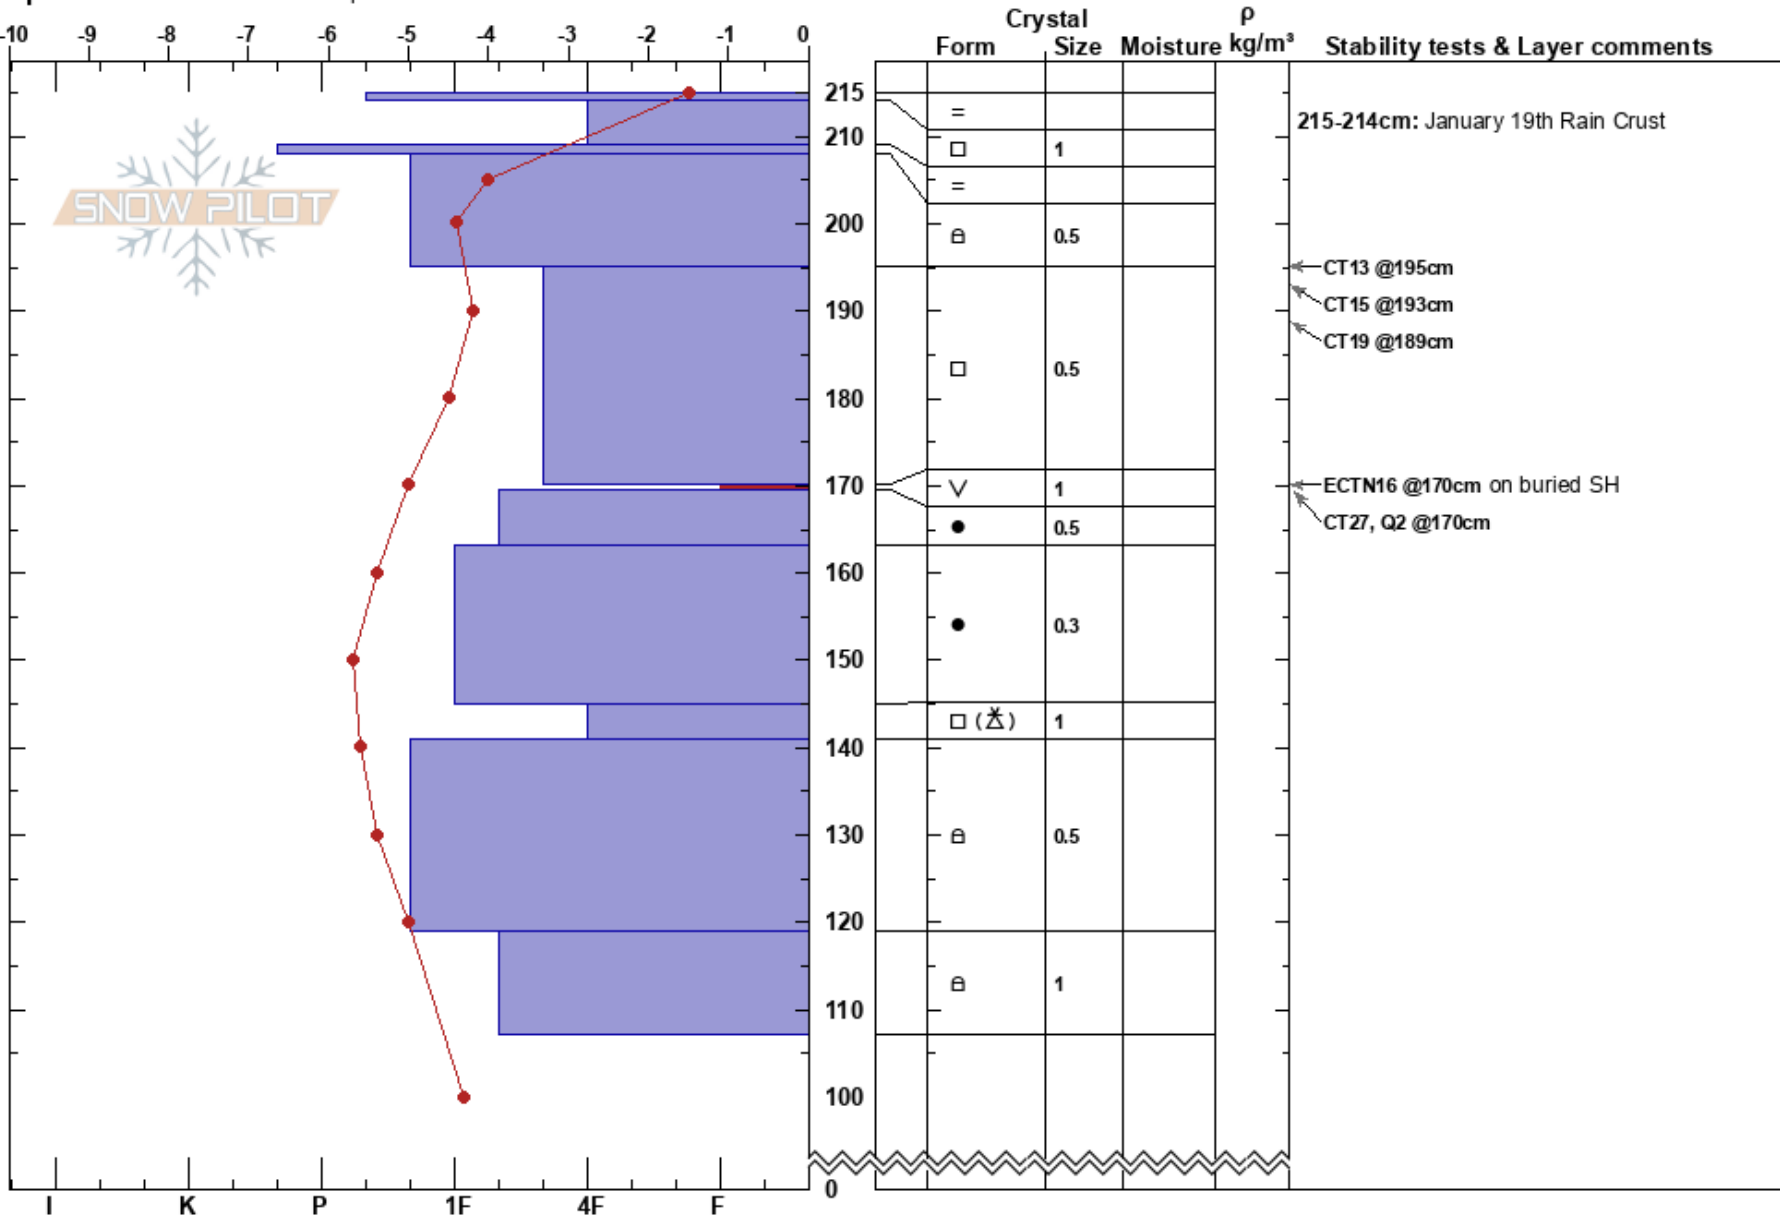 Crystal ρ
-10 -9 -8 -7 -6 -5 -4 -3 -2 -1 0 Form Size Moisture kg/m³ Stability tests & Layer comments
215
=
215-214cm: January 19th Rain Crust
210
1
=
SNOW PILOT
200
0.5
CT13 @195cm
CT15 @193cm
190
CT19 @189cm
0.5
180
170
1
ECTN16 @170cm on buried SH
CT27, Q2 @170cm
0.5
160
0.3
150
( ) 1
140
130
0.5
120
1
110
100
0
I K P 1F 4F F